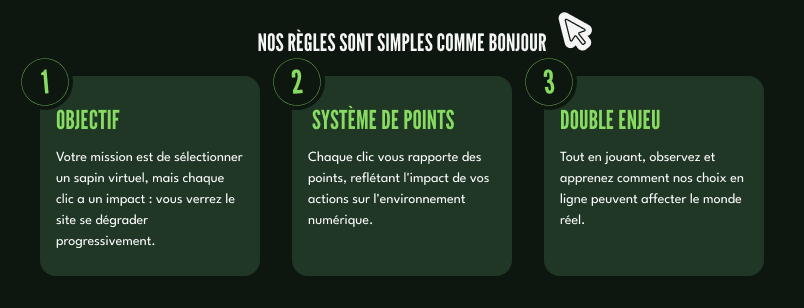 NOS RÈGLES SONT SIMPLES COMME BONJOUR
1
OBJECTIF
Votre mission est de sélectionner
un sapin virtuel, mais chaque
clic a un impact : vous verrez le
site se dégrader
progressivement.
2
SYSTÈME DE POINTS
Chaque clic vous rapporte des
points, reflétant l'impact de vos
actions sur l'environnement
numérique.
3
DOUBLE ENJEU
Tout en jouant, observez et
apprenez comment nos choix en
ligne peuvent affecter le monde
réel.